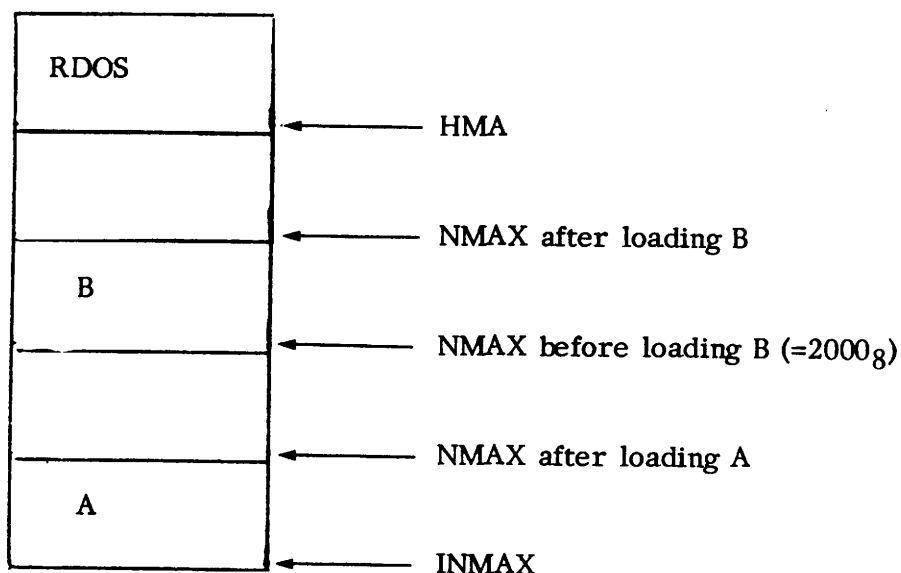 RDOS
HMA
NMAX after loading B
B
NMAX before loading B (=2000₈)
NMAX after loading A
A
INMAX